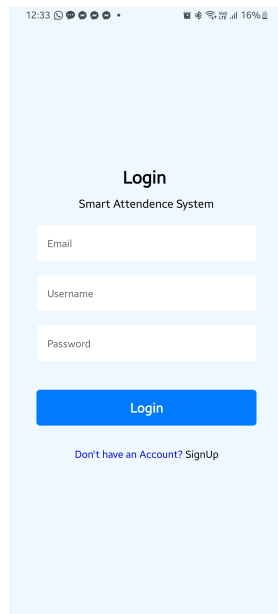 12:33
16%
Login
Smart Attendence System
Email
Username
Password
Login
Don't have an Account? SignUp